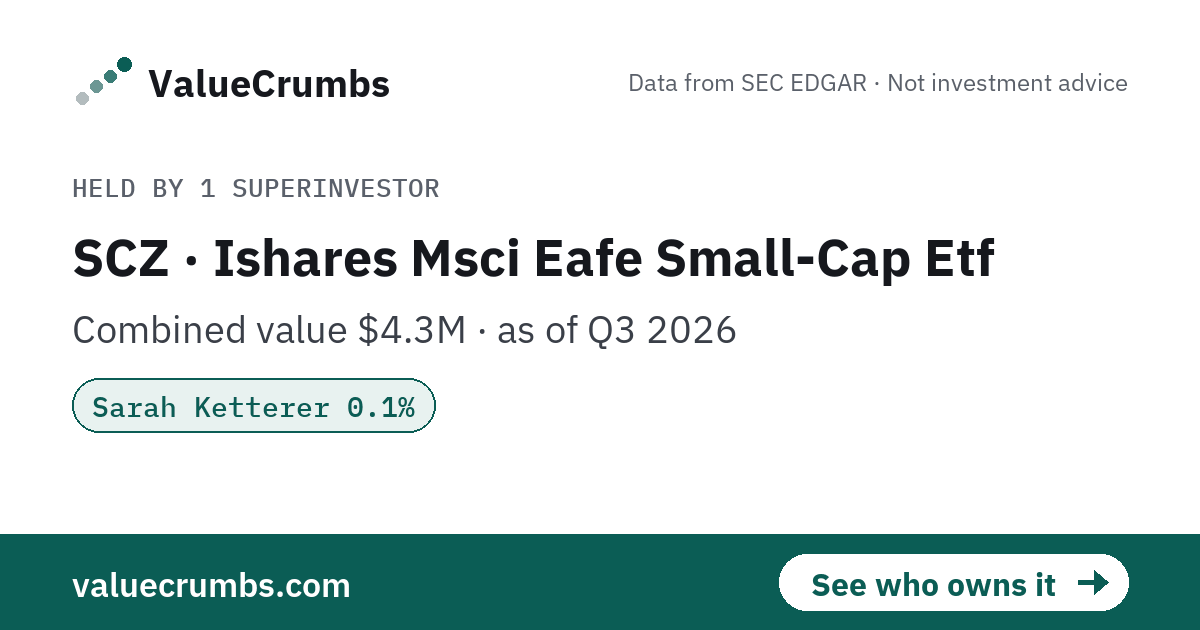 ValueCrumbs
Data from SEC EDGAR · Not investment advice
HELD BY 1 SUPERINVESTOR
SCZ · Ishares Msci Eafe Small-Cap Etf
Combined value $4.3M · as of Q3 2026
Sarah Ketterer 0.1%
valuecrumbs.com
See who owns it →